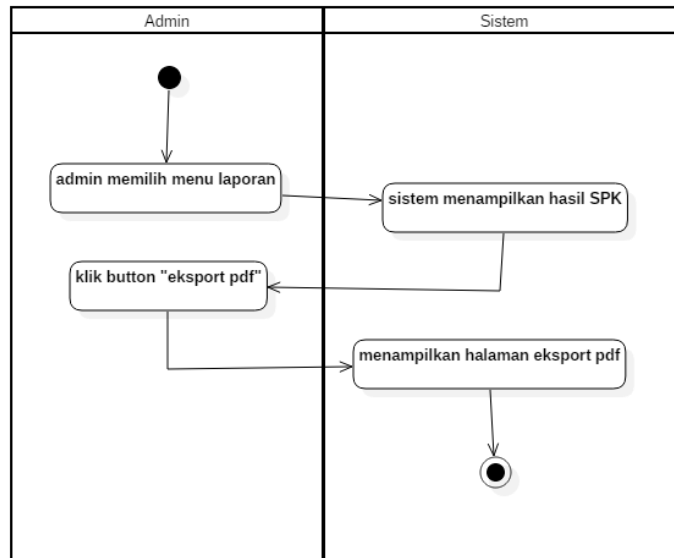 Admin
Sistem
admin memilih menu laporan
sistem menampilkan hasil SPK
klik button "eksport pdf"
menampilkan halaman eksport pdf